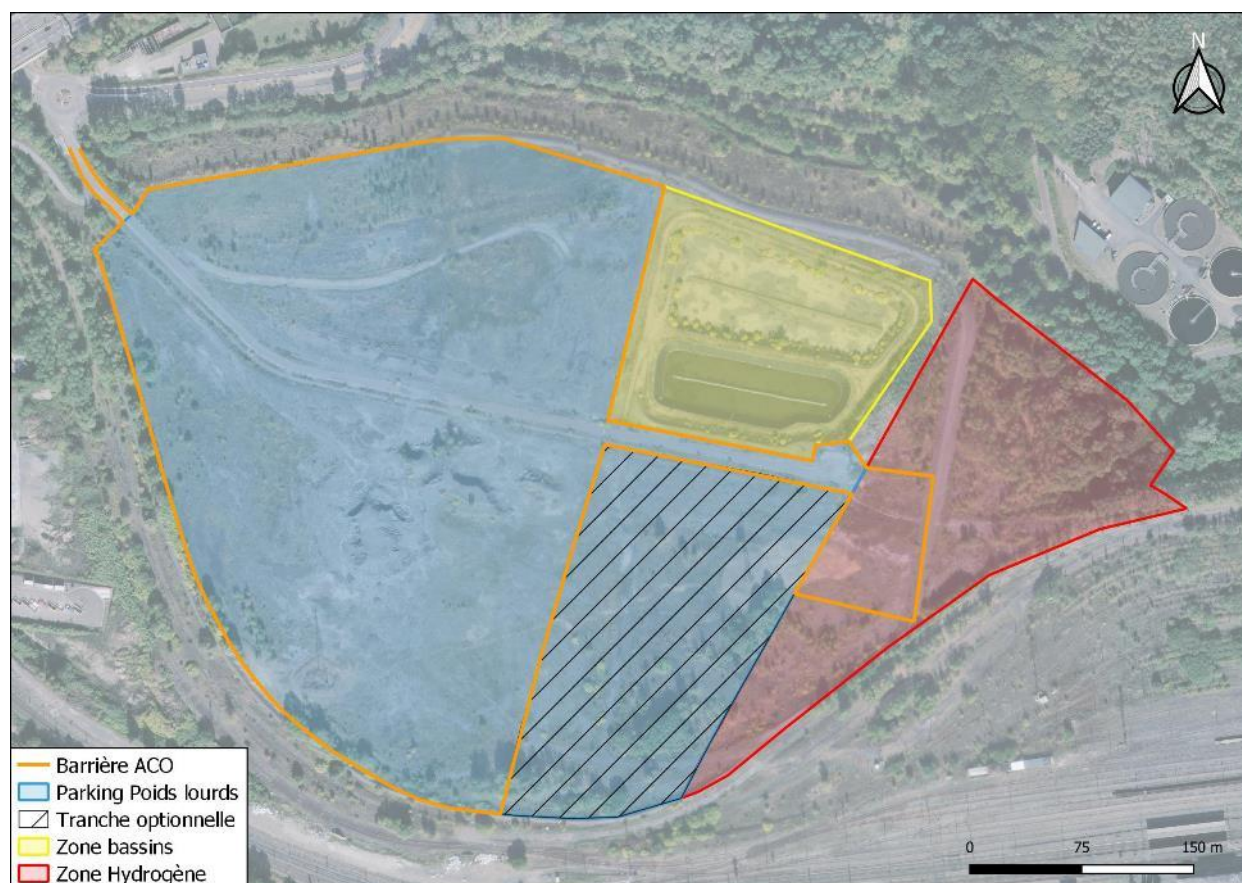 N
Barrière ACO
Parking Poids lourds
Tranche optionnelle
Zone bassins
Zone Hydrogène
0 75 150 m